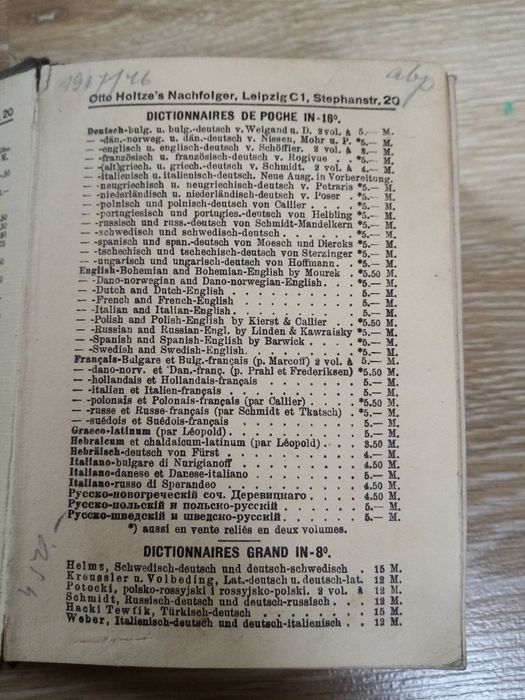 1967/76
abp
Otto Holtze's Nachfolger, Leipzig C1, Stephanstr. 20
DICTIONNAIRES DE POCHE IN-16º.
Deutsch-bulg. u. bulg.-deutsch v. Weigand u. D. 2 vol. à 5.— M.
— -dän.-norweg. u. dän.-deutsch v. Nissen, Mohr u. P. *5.— M.
— -englisch u. englisch-deutsch v. Schöffler. 2 vol. à 3.— M.
— -französisch u. französisch-deutsch v. Rogivue . . *5.— M.
— -(alt)griech. u. griech.-deutsch v. Schmidt. 2 vol. à 4.— M.
— -italienisch u. italienisch-deutsch. Neue Ausg. in Vorbereitung.
— -neugriechisch u. neugriechisch-deutsch v. Petraris *5.— M.
— -niederländisch u. niederländisch-deutsch v. Poser . *5.— M.
— -polnisch und polnisch-deutsch von Callier . . . . *5.— M.
— -portugiesisch und portugies.-deutsch von Helbling *5.— M.
— -russisch und russ.-deutsch von Schmidt-Mandelkern *5.— M.
— -schwedisch und schwedisch-deutsch . . . . . . *5.— M.
— -spanisch und span.-deutsch von Moesch und Diercks *5.— M.
— -tschechisch und tschechisch-deutsch von Sterzinger *5.— M.
— -ungarisch und ungarisch-deutsch von Hoffmann . *5.— M.
English-Bohemian and Bohemian-English by Mourek . *5.50 M.
— -Dano-norwegian and Dano-norwegian-English . . . 5.— M.
— -Dutch and Dutch-English . . . . . . . . . 5.— M.
— -French and French-English . . . . . . . . 5.— M.
— -Italian and Italian-English . . . . . . . . 5.— M.
— -Polish and Polish-English by Kierst & Callier . . *5.50 M.
— -Russian and Russian-Engl. by Linden & Kawraisky *5.— M.
— -Spanish and Spanish-English by Barwick . . . . *5.— M.
— -Swedish and Swedish-English . . . . . . . . 5.— M.
Français-Bulgare et Bulg.-français (p. Marcoff) 2 vol. à 5.— M.
— -dano-norv. et Dan.-franç. (p. Prahl et Frederiksen) *5.50 M.
— -hollandais et Hollandais-français . . . . . . 5.— M.
— -italien et Italien-français . . . . . . . . . 5.— M.
— -polonais et Polonais-français (par Callier) . . . . *5.50 M.
— -russe et Russe-français (par Schmidt et Tkatsch) . *5.— M.
— -suédois et Suédois-français . . . . . . . . 5.— M.
Graeco-latinum (par Léopold) . . . . . . . . . 5.— M.
Hebraicum et chaldaicum-latinum (par Léopold) . . . 3.50 M.
Hebräisch-deutsch von Fürst . . . . . . . . . 4.— M.
Italiano-bulgare di Nurigianoff . . . . . . . . 4.50 M.
Italiano-danese et Danese-italiano . . . . . . . 5.— M.
Italiano-russo di Sperandeo . . . . . . . . . 4.50 M.
Русско-новогреческій соч. Деревицкаго . . . . . 4.50 M.
Русско-польскій и польско-русскій . . . . . . . 5.— M.
Русско-шведскій и шведско-русскій . . . . . . . 5.— M.
*) aussi en vente reliés en deux volumes.
DICTIONNAIRES GRAND IN-8º.
Helms, Schwedisch-deutsch und deutsch-schwedisch . 15 M.
Kreussler u. Volbeding, Lat.-deutsch u. deutsch-lat. 12 M.
Potocki, polsko-rossyjski i rossyjsko-polski. 2 vol. à 12 M.
Schmidt, Russisch-deutsch und deutsch-russisch . . 12 M.
Hacki Tewfik, Türkisch-deutsch . . . . . . . 15 M.
Weber, Italienisch-deutsch und deutsch-italienisch . . 12 M.